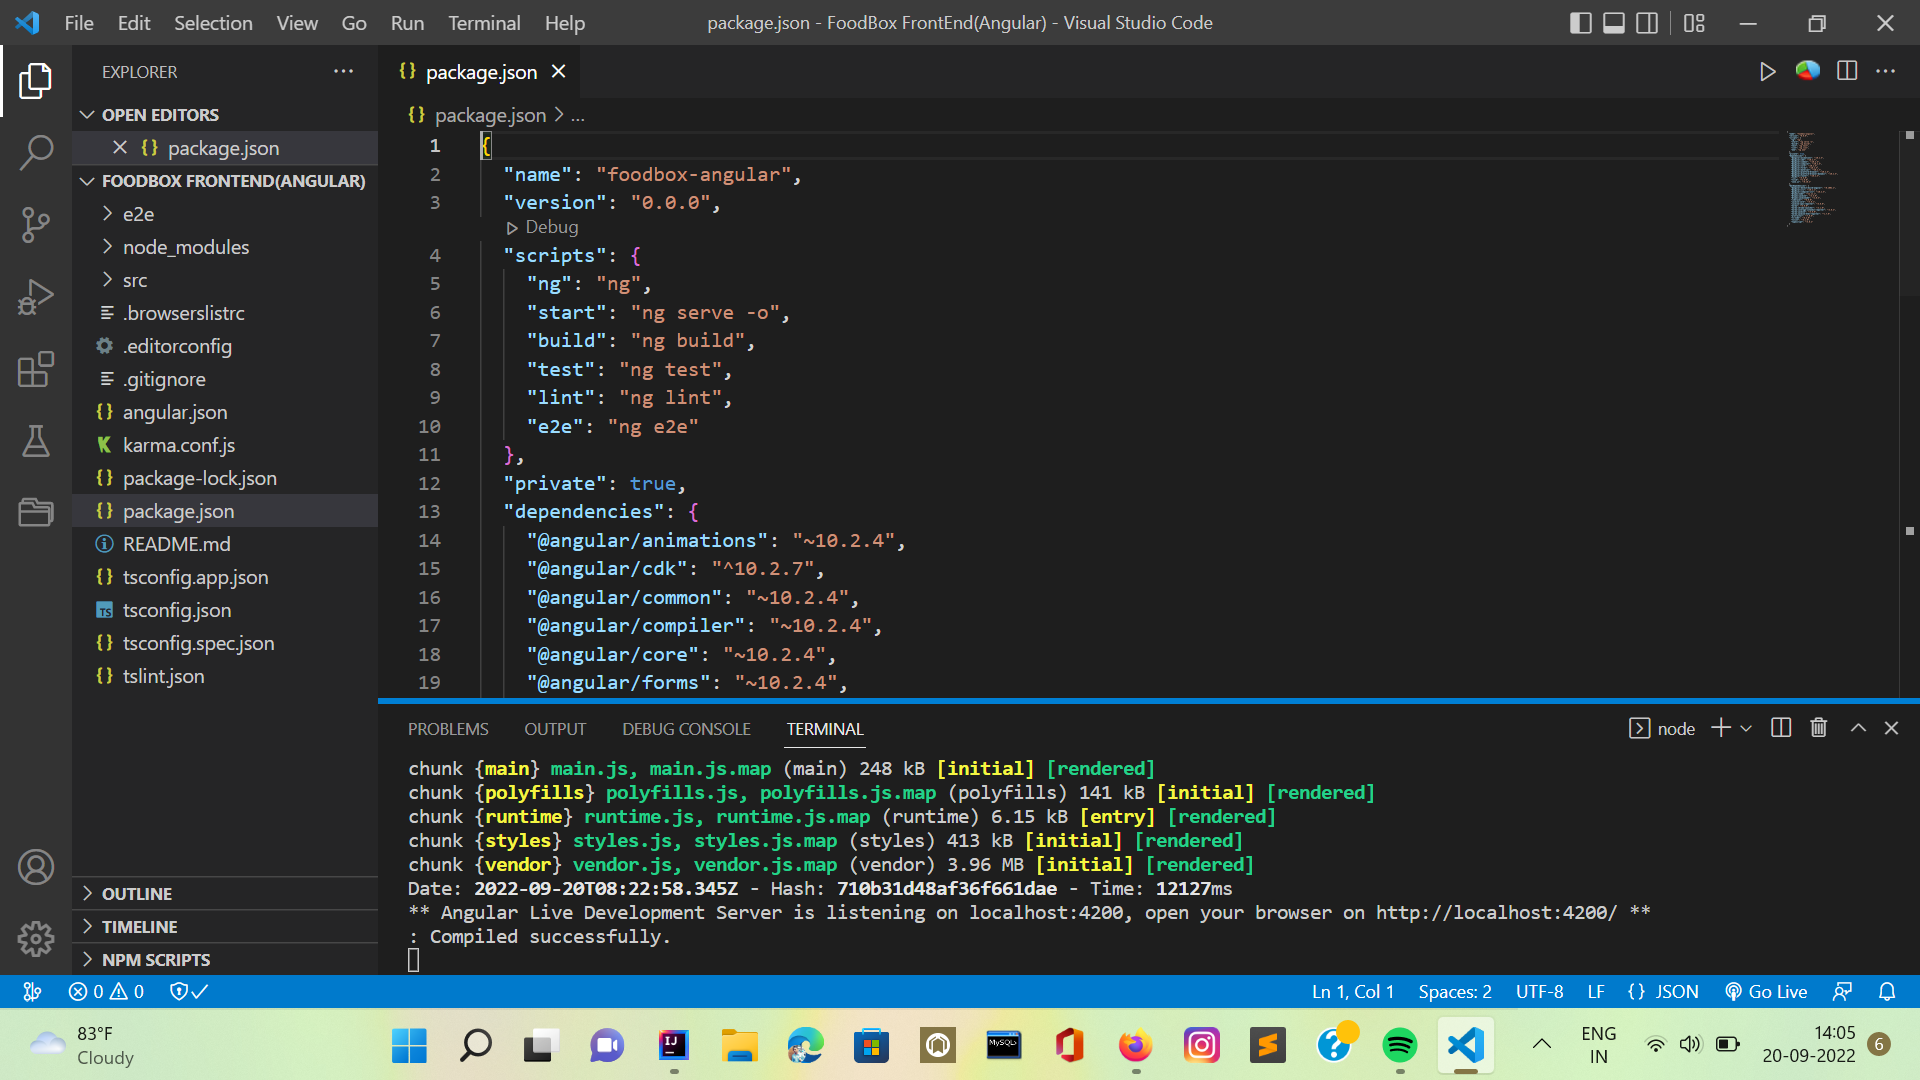 File Edit Selection View Go Run Terminal Help
package.json - FoodBox FrontEnd(Angular) - Visual Studio Code
EXPLORER
OPEN EDITORS
{} package.json
FOODBOX FRONTEND(ANGULAR)
e2e
node_modules
src
.browserslistrc
.editorconfig
.gitignore
{} angular.json
karma.conf.js
{} package-lock.json
{} package.json
README.md
{} tsconfig.app.json
TS tsconfig.json
{} tsconfig.spec.json
{} tslint.json
OUTLINE
TIMELINE
NPM SCRIPTS
{} package.json
{} package.json > ...
1 {
2 "name": "foodbox-angular",
3 "version": "0.0.0",
Debug
4 "scripts": {
5 "ng": "ng",
6 "start": "ng serve -o",
7 "build": "ng build",
8 "test": "ng test",
9 "lint": "ng lint",
10 "e2e": "ng e2e"
11 },
12 "private": true,
13 "dependencies": {
14 "@angular/animations": "~10.2.4",
15 "@angular/cdk": "^10.2.7",
16 "@angular/common": "~10.2.4",
17 "@angular/compiler": "~10.2.4",
18 "@angular/core": "~10.2.4",
19 "@angular/forms": "~10.2.4",
PROBLEMS OUTPUT DEBUG CONSOLE TERMINAL
node
chunk {main} main.js, main.js.map (main) 248 kB [initial] [rendered]
chunk {polyfills} polyfills.js, polyfills.js.map (polyfills) 141 kB [initial] [rendered]
chunk {runtime} runtime.js, runtime.js.map (runtime) 6.15 kB [entry] [rendered]
chunk {styles} styles.js, styles.js.map (styles) 413 kB [initial] [rendered]
chunk {vendor} vendor.js, vendor.js.map (vendor) 3.96 MB [initial] [rendered]
Date: 2022-09-20T08:22:58.345Z - Hash: 710b31d48af36f661dae - Time: 12127ms
** Angular Live Development Server is listening on localhost:4200, open your browser on http://localhost:4200/ **
: Compiled successfully.
0 0
Ln 1, Col 1 Spaces: 2 UTF-8 LF {} JSON Go Live
83°F
Cloudy
IJ
MySQL
ENG
IN
14:05
20-09-2022
6